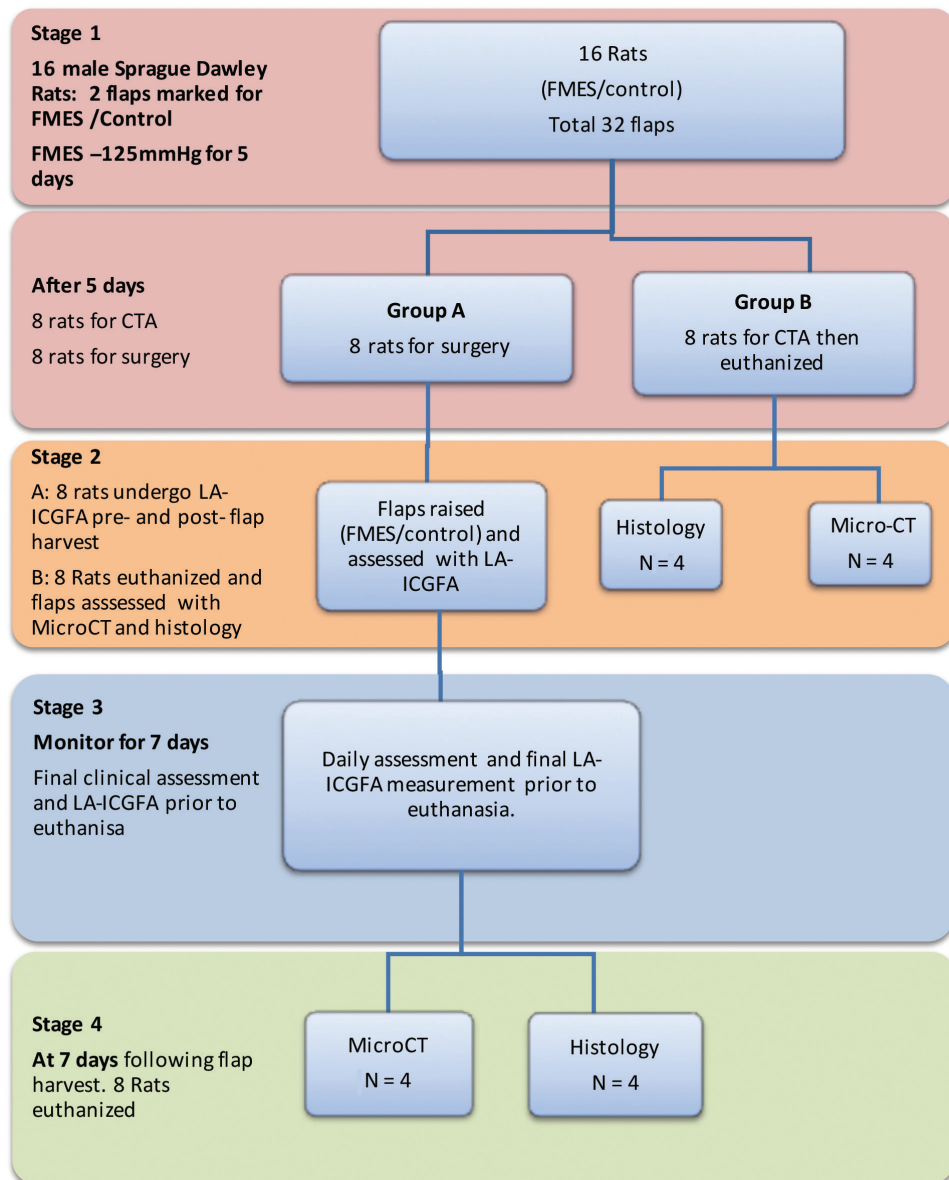 Stage 1
16 male Sprague Dawley
Rats: 2 flaps marked for
FMES /Control
FMES –125mmHg for 5
days
16 Rats
(FMES/control)
Total 32 flaps
After 5 days
8 rats for CTA
8 rats for surgery
Group A
8 rats for surgery
Group B
8 rats for CTA then
euthanized
Stage 2
A: 8 rats undergo LA-
ICGFA pre- and post- flap
harvest
B: 8 Rats euthanized and
flaps asssessed with
MicroCT and histology
Flaps raised
(FMES/control) and
assessed with LA-
ICGFA
Histology
N = 4
Micro-CT
N = 4
Stage 3
Monitor for 7 days
Final clinical assessment
and LA-ICGFA prior to
euthanisa
Daily assessment and final LA-
ICGFA measurement prior to
euthanasia.
Stage 4
At 7 days following flap
harvest. 8 Rats
euthanized
MicroCT
N = 4
Histology
N = 4